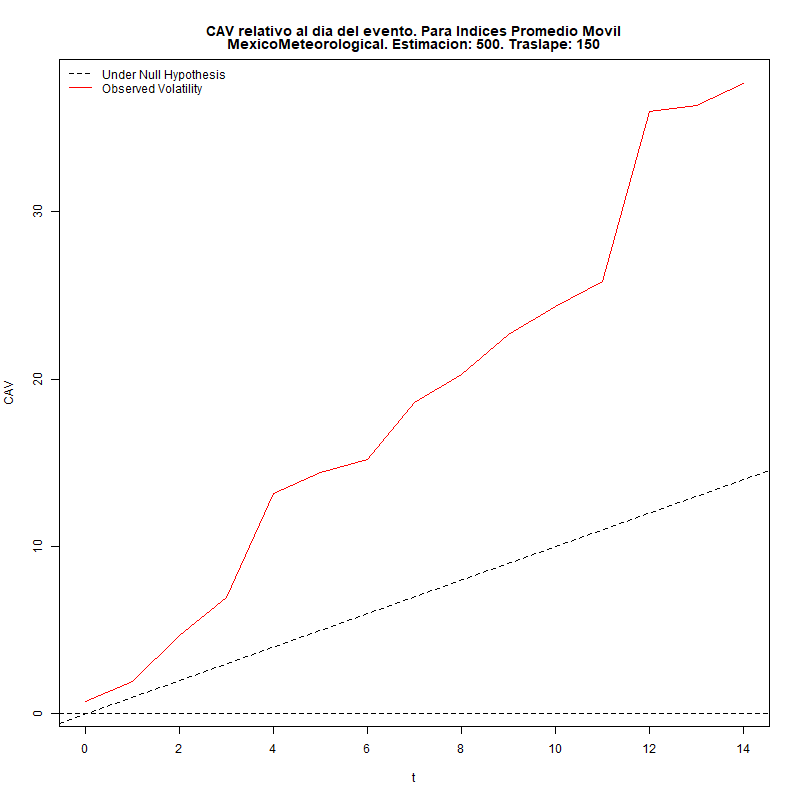 CAV relativo al dia del evento. Para Indices Promedio Movil
MexicoMeteorological. Estimacion: 500. Traslape: 150
Under Null Hypothesis
Observed Volatility
CAV
30
20
10
0
0 2 4 6 8 10 12 14
t